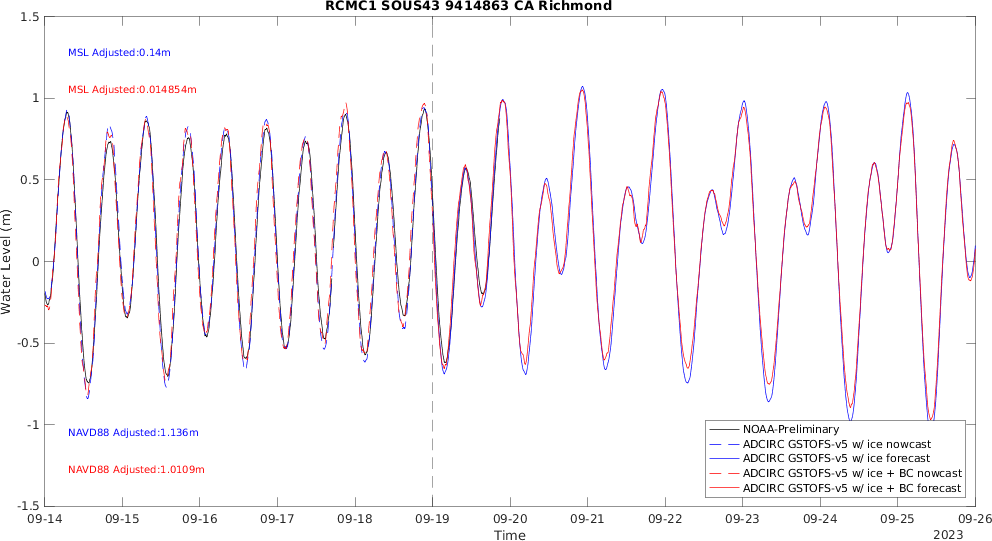 RCMC1 SOUS43 9414863 CA Richmond
1.5
1
0.5
0
-0.5
-1
-1.5
Water Level (m)
MSL Adjusted:0.14m
MSL Adjusted:0.014854m
NAVD88 Adjusted:1.136m
NAVD88 Adjusted:1.0109m
NOAA-Preliminary
ADCIRC GSTOFS-v5 w/ ice nowcast
ADCIRC GSTOFS-v5 w/ ice forecast
ADCIRC GSTOFS-v5 w/ ice + BC nowcast
ADCIRC GSTOFS-v5 w/ ice + BC forecast
09-14 09-15 09-16 09-17 09-18 09-19 09-20 09-21 09-22 09-23 09-24 09-25 09-26
Time
2023